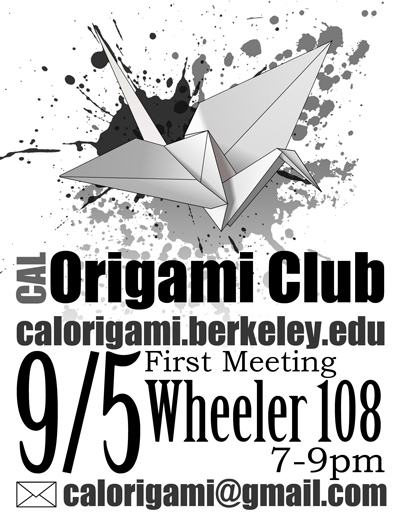 CAL Origami Club
calorigami.berkeley.edu
9/5 First Meeting
Wheeler 108
7-9pm
calorigami@gmail.com